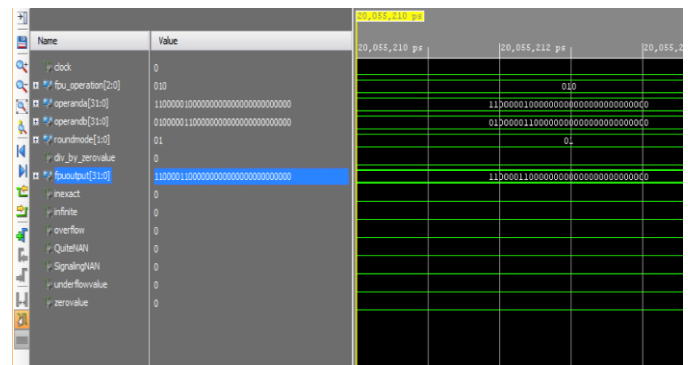 20,055,210 ps
Name Value
20,055,210 ps 20,055,212 ps 20,055,2
clock 0
fpu_operation[2:0] 010 010
operanda[31:0] 11000001000000000000000000000000 11000001000000000000000000000000
operandb[31:0] 01000001100000000000000000000000 01000001100000000000000000000000
roundmode[1:0] 01 01
div_by_zerovalue 0
fpuoutput[31:0] 11000011000000000000000000000000 11000011000000000000000000000000
inexact 0
infinite 0
overflow 0
QuiteNAN 0
SignalingNAN 0
underflowvalue 0
zerovalue 0